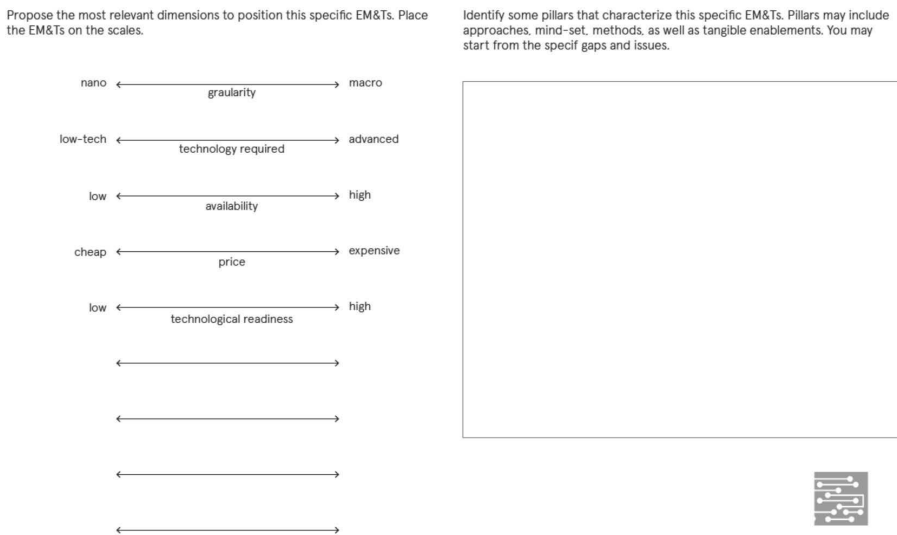 Propose the most relevant dimensions to position this specific EM&Ts. Place
the EM&Ts on the scales.
nano
macro
graularity
low-tech
advanced
technology required
low
high
availability
cheap
expensive
price
low
high
technological readiness
Identify some pillars that characterize this specific EM&Ts. Pillars may include
approaches, mind-set, methods, as well as tangible enablements. You may
start from the specif gaps and issues.